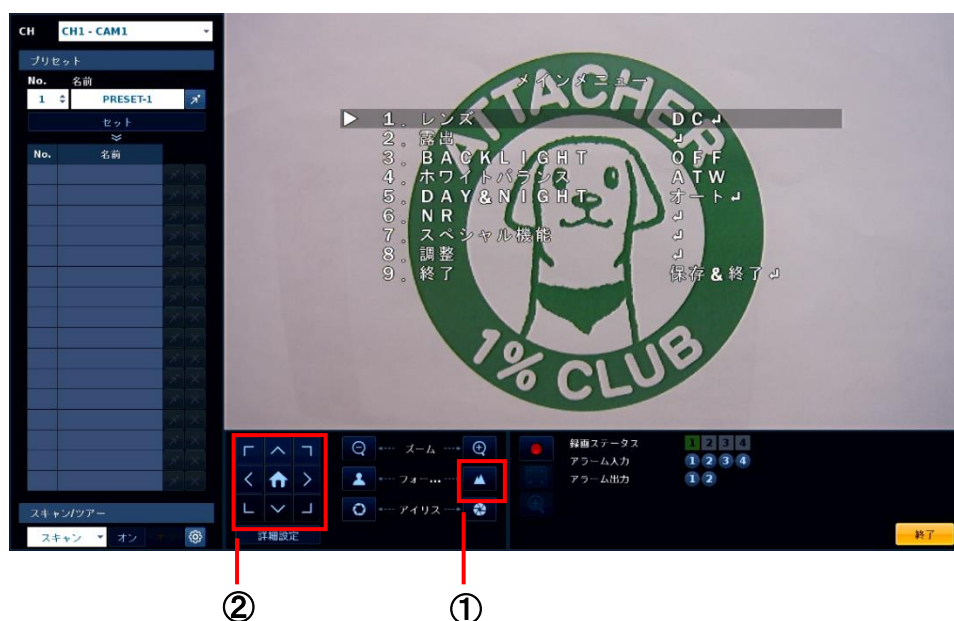 CH CH1 - CAM1
プリセット
No. 名前
1 PRESET-1
セット
No. 名前
スキャン/ツアー
スキャン オン
メインメニュー
1. レンズ DC↲
2. 露出 ↲
3. BACKLIGHT OFF
4. ホワイトバランス ATW
5. DAY&NIGHT オート↲
6. NR ↲
7. スペシャル機能 ↲
8. 調整 ↲
9. 終了 保存&終了↲
ATTACHER
1% CLUB
ズーム
フォー...
アイリス
詳細設定
録画ステータス 1 2 3 4
アラーム入力 1 2 3 4
アラーム出力 1 2
終了
② ①